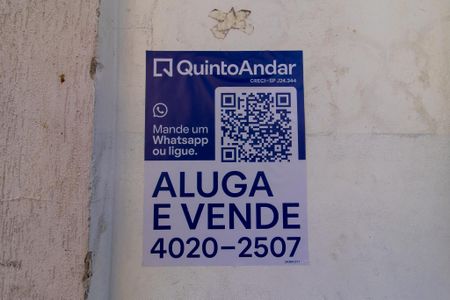 QuintoAndar
CRECI-SP J24.344
Mande um
Whatsapp
ou ligue.
ALUGA
E VENDE
4020-2507